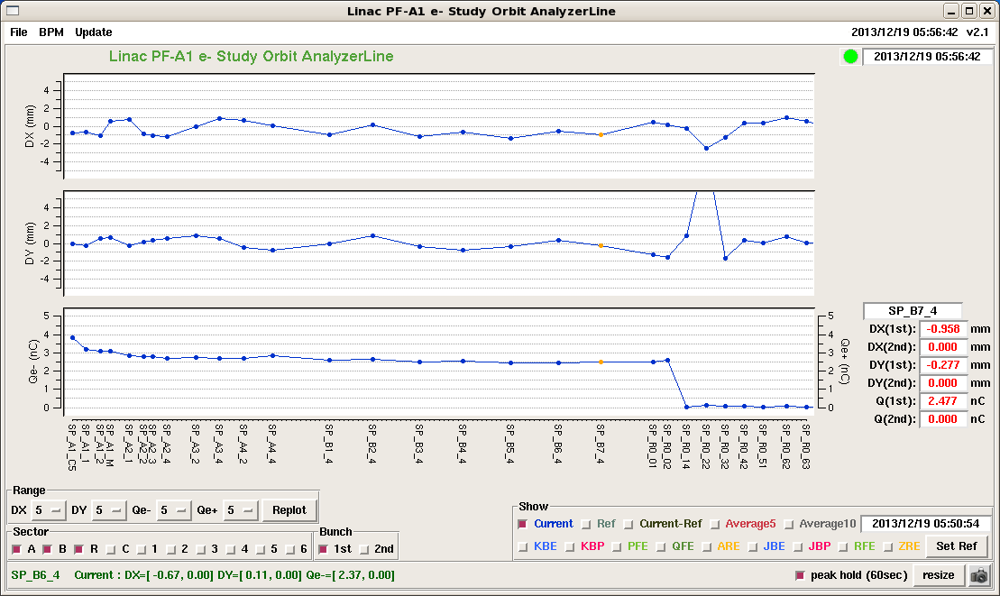 Linac PF-A1 e- Study Orbit AnalyzerLine
File BPM Update 2013/12/19 05:56:42 v2.1
Linac PF-A1 e- Study Orbit AnalyzerLine 2013/12/19 05:56:42
DX (mm)
4
2
0
-2
-4
DY (mm)
4
2
0
-2
-4
Qe- (nC)
5
4
3
2
1
0
5
4
3
2
1
0
Qe+ (nC)
SP_A1_C5
SP_A1_1
SP_A1_2
SP_A1_M
SP_A2_1
SP_A2_2
SP_A2_3
SP_A2_4
SP_A3_2
SP_A3_4
SP_A4_2
SP_A4_4
SP_B1_4
SP_B2_4
SP_B3_4
SP_B4_4
SP_B5_4
SP_B6_4
SP_B7_4
SP_R0_01
SP_R0_02
SP_R0_14
SP_R0_22
SP_R0_32
SP_R0_42
SP_R0_51
SP_R0_62
SP_R0_63
SP_B7_4
DX(1st): -0.958 mm
DX(2nd): 0.000 mm
DY(1st): -0.277 mm
DY(2nd): 0.000 mm
Q(1st): 2.477 nC
Q(2nd): 0.000 nC
Range
DX 5 DY 5 Qe- 5 Qe+ 5 Replot
Sector
A B R C 1 2 3 4 5 6
Bunch
1st 2nd
Show
Current Ref Current-Ref Average5 Average10 2013/12/19 05:50:54
KBE KBP PFE QFE ARE JBE JBP RFE ZRE Set Ref
SP_B6_4 Current : DX=[ -0.67, 0.00] DY=[ 0.11, 0.00] Qe-=[ 2.37, 0.00]
peak hold (60sec) resize